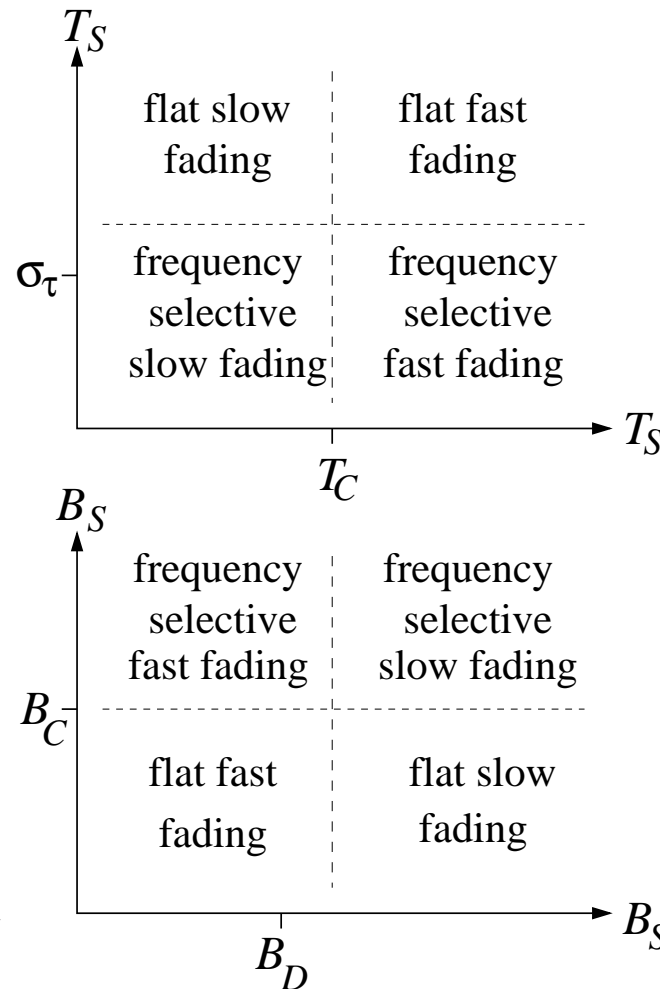 T_S
flat slow
fading
flat fast
fading
σ_τ
frequency
selective
slow fading
frequency
selective
fast fading
T_S
T_C
B_S
frequency
selective
fast fading
frequency
selective
slow fading
B_C
flat fast
fading
flat slow
fading
B_S
B_D